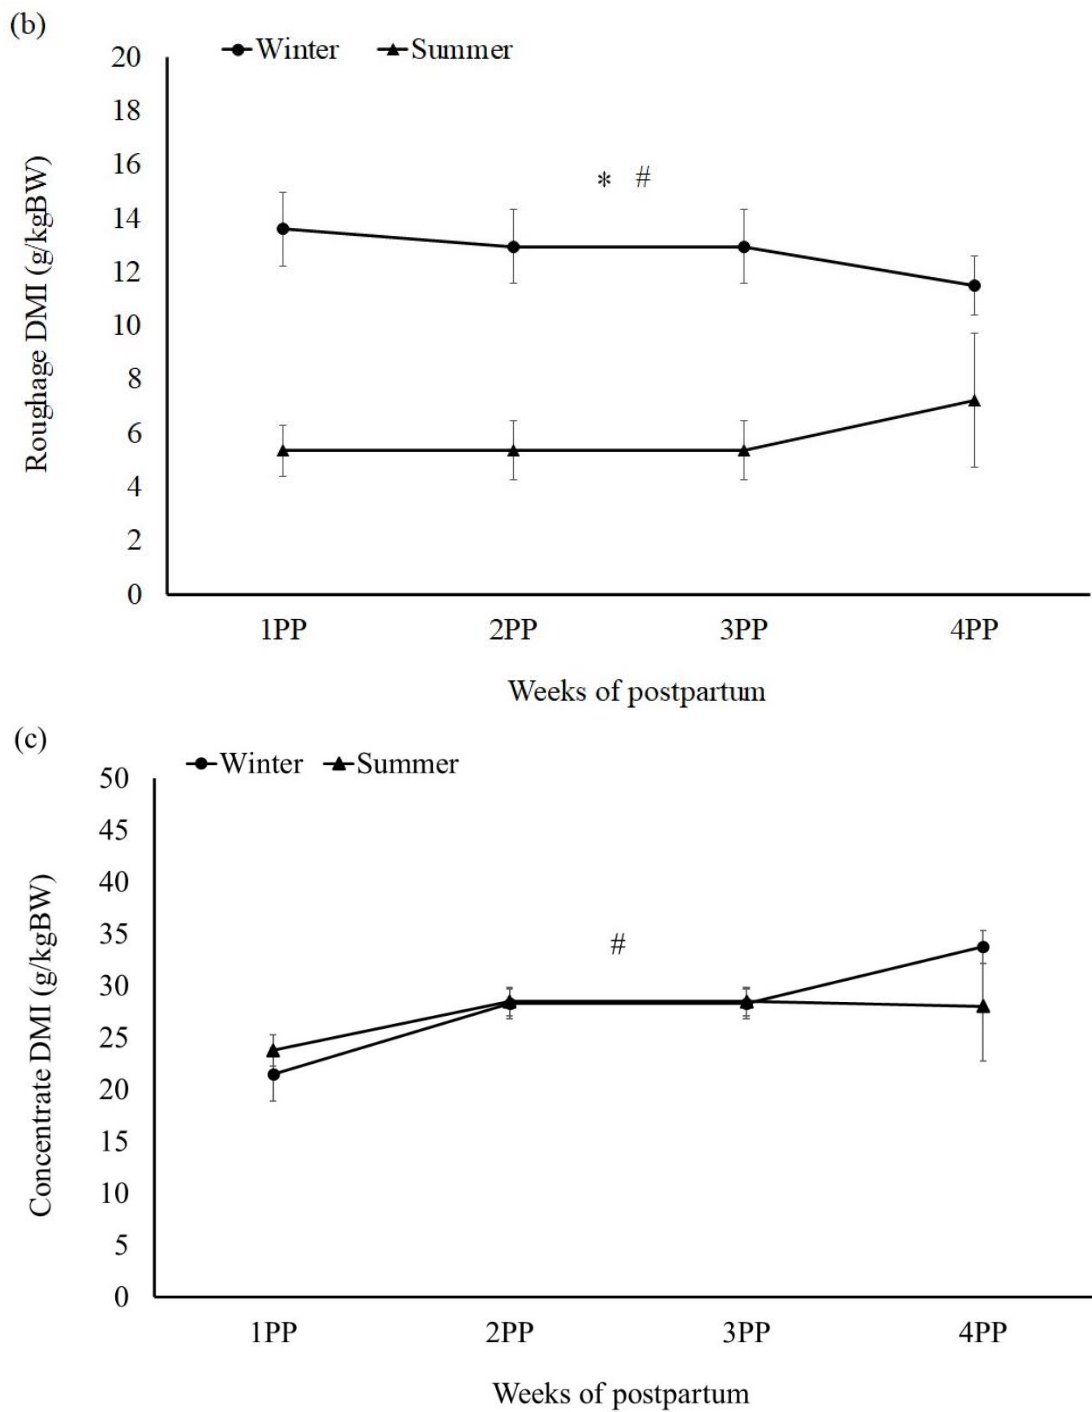 (b)
Winter Summer
20
18
16
14
12
10
8
6
4
2
0
Roughage DMI (g/kgBW)
* #
1PP 2PP 3PP 4PP
Weeks of postpartum
(c)
Winter Summer
50
45
40
35
30
25
20
15
10
5
0
Concentrate DMI (g/kgBW)
#
1PP 2PP 3PP 4PP
Weeks of postpartum